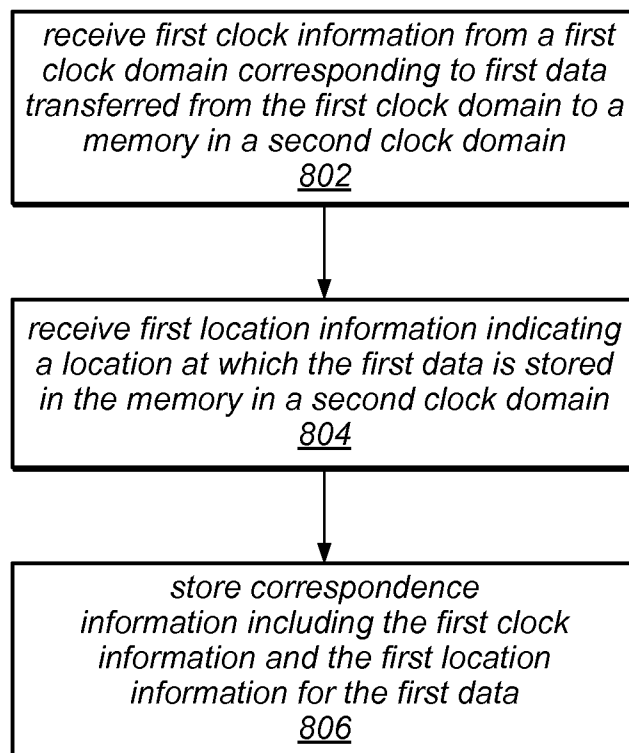 receive first clock information from a first
clock domain corresponding to first data
transferred from the first clock domain to a
memory in a second clock domain
802
receive first location information indicating
a location at which the first data is stored
in the memory in a second clock domain
804
store correspondence
information including the first clock
information and the first location
information for the first data
806